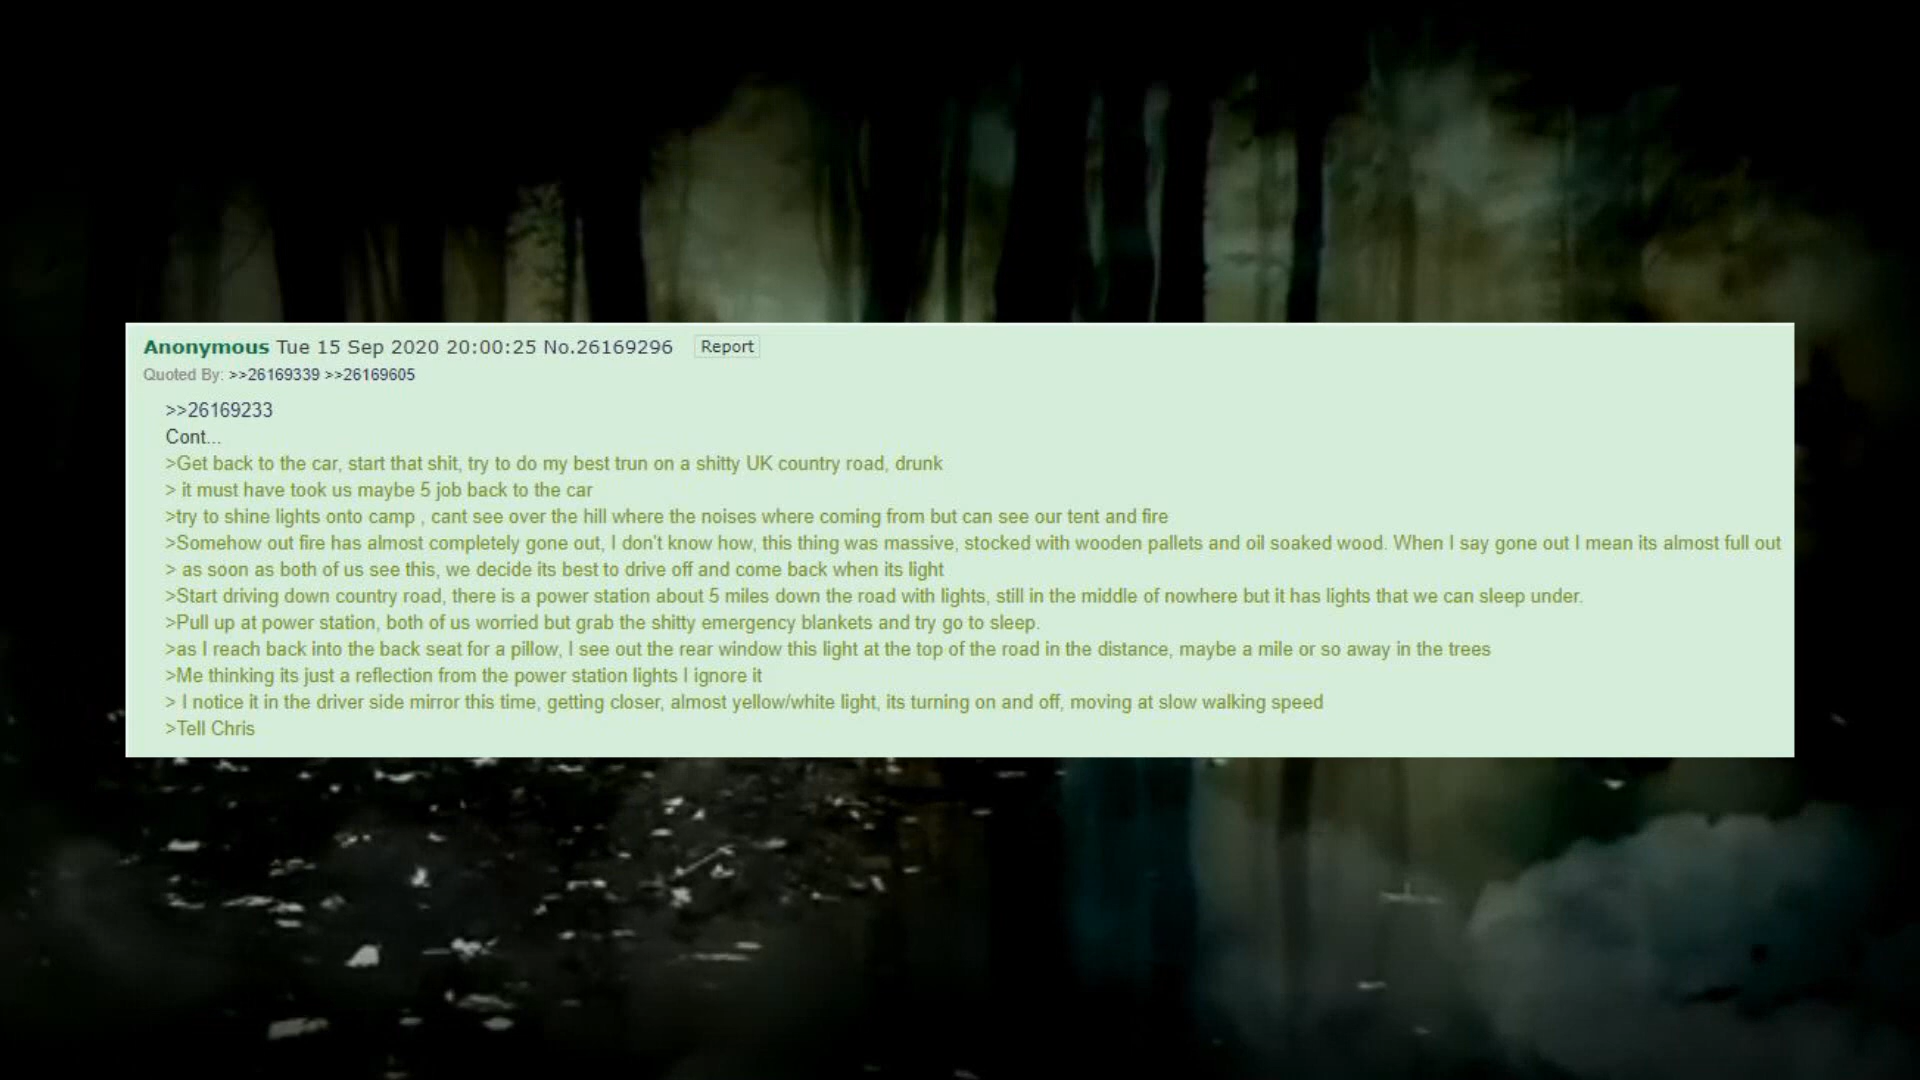 Anonymous Tue 15 Sep 2020 20:00:25 No.26169296 Report
Quoted By: >>26169339 >>26169605
>>26169233
Cont...
>Get back to the car, start that shit, try to do my best trun on a shitty UK country road, drunk
> it must have took us maybe 5 job back to the car
>try to shine lights onto camp , cant see over the hill where the noises where coming from but can see our tent and fire
>Somehow out fire has almost completely gone out, I don't know how, this thing was massive, stocked with wooden pallets and oil soaked wood. When I say gone out I mean its almost full out
> as soon as both of us see this, we decide its best to drive off and come back when its light
>Start driving down country road, there is a power station about 5 miles down the road with lights, still in the middle of nowhere but it has lights that we can sleep under.
>Pull up at power station, both of us worried but grab the shitty emergency blankets and try go to sleep.
>as I reach back into the back seat for a pillow, I see out the rear window this light at the top of the road in the distance, maybe a mile or so away in the trees
>Me thinking its just a reflection from the power station lights I ignore it
> I notice it in the driver side mirror this time, getting closer, almost yellow/white light, its turning on and off, moving at slow walking speed
>Tell Chris